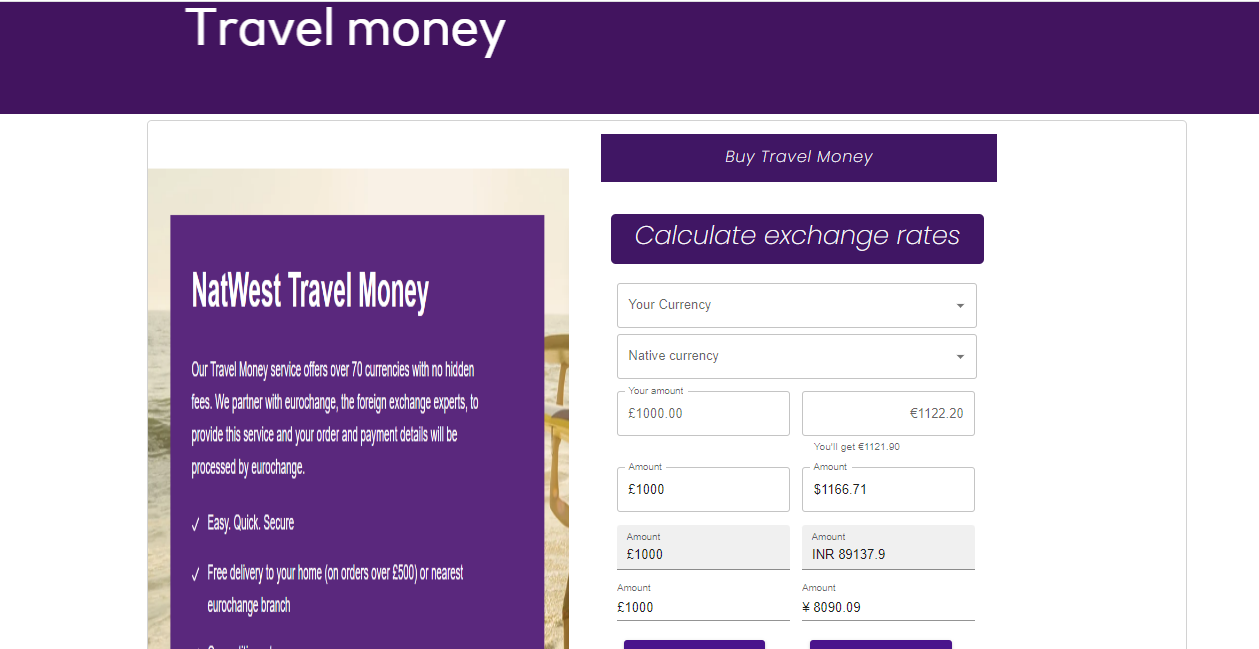 Travel money
NatWest Travel Money
Our Travel Money service offers over 70 currencies with no hidden
fees. We partner with eurochange, the foreign exchange experts, to
provide this service and your order and payment details will be
processed by eurochange.
✓ Easy. Quick. Secure
✓ Free delivery to your home (on orders over £500) or nearest
eurochange branch
Buy Travel Money
Calculate exchange rates
Your Currency
Native currency
Your amount
£1000.00 €1122.20
You'll get €1121.90
Amount Amount
£1000 $1166.71
Amount Amount
£1000 INR 89137.9
Amount Amount
£1000 ¥ 8090.09